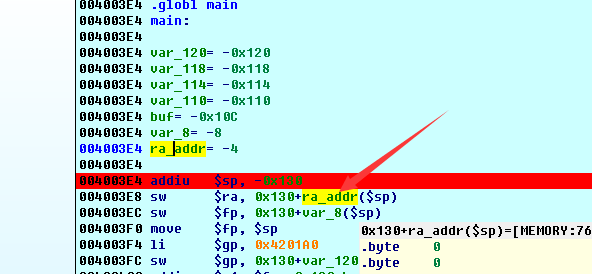 004003E4 .globl main
004003E4 main:
004003E4
004003E4 var_120= -0x120
004003E4 var_118= -0x118
004003E4 var_114= -0x114
004003E4 var_110= -0x110
004003E4 buf= -0x10C
004003E4 var_8= -8
004003E4 ra_addr= -4
004003E4
004003E4 addiu $sp, -0x130
004003E8 sw $ra, 0x130+ra_addr($sp)
004003EC sw $fp, 0x130+var_8($sp)
004003F0 move $fp, $sp
004003F4 li $gp, 0x4201A0
004003FC sw $gp, 0x130+var_120
0x130+ra_addr($sp)=[MEMORY:76
.byte 0
.byte 0